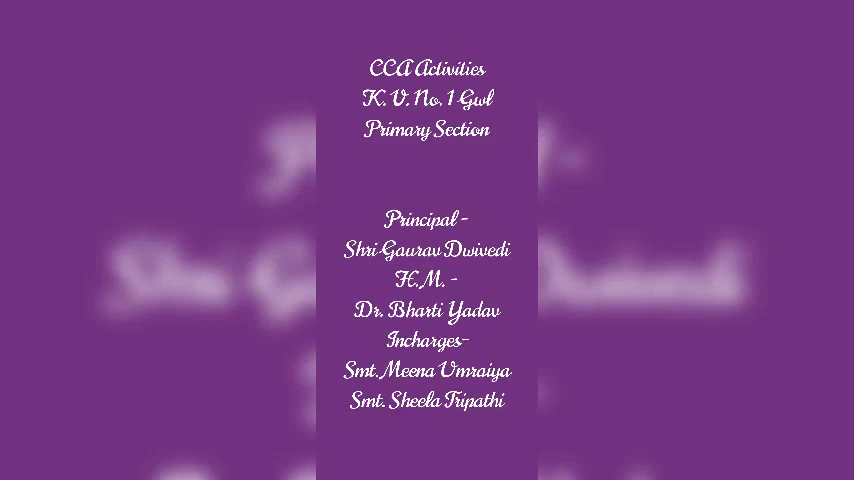 CCA Activities
K. V. No. 1 Gwl
Primary Section
Principal -
Shri Gaurav Dwivedi
H.M. -
Dr. Bharti Yadav
Incharges-
Smt. Meena Umraiya
Smt. Sheela Tripathi